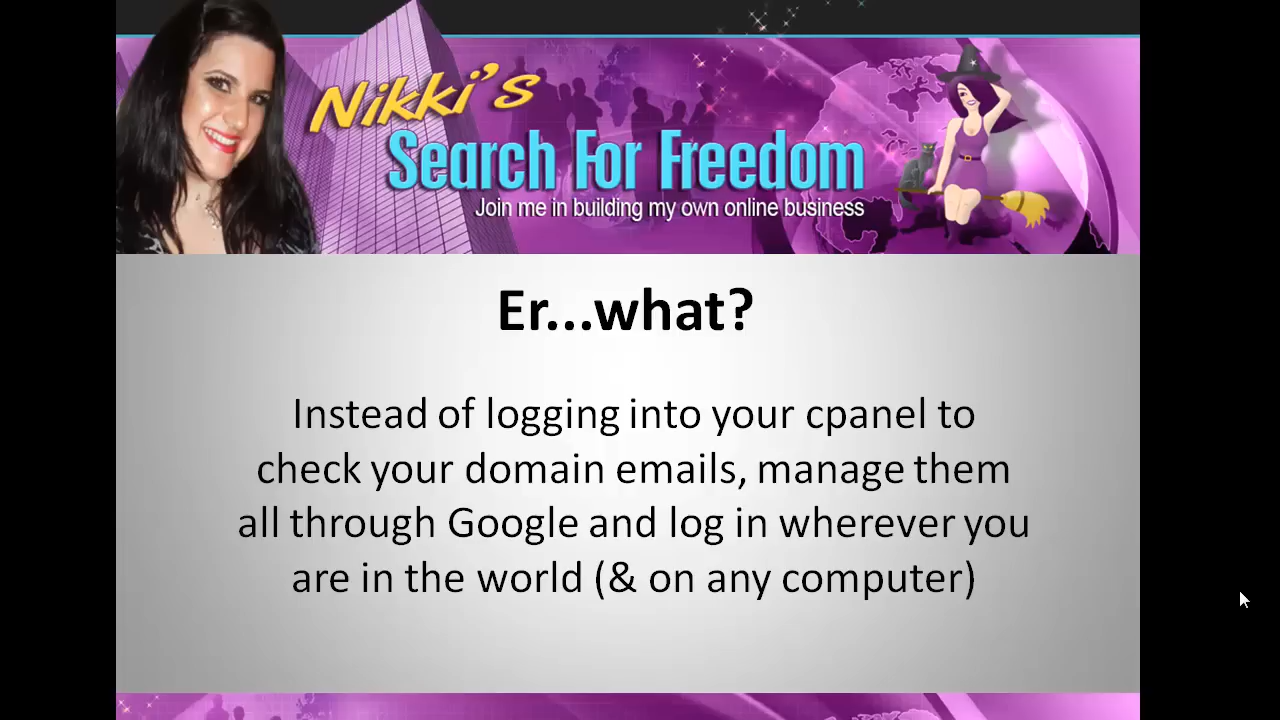 Nikki's
Search For Freedom
Join me in building my own online business
Er...what?
Instead of logging into your cpanel to
check your domain emails, manage them
all through Google and log in wherever you
are in the world (& on any computer)